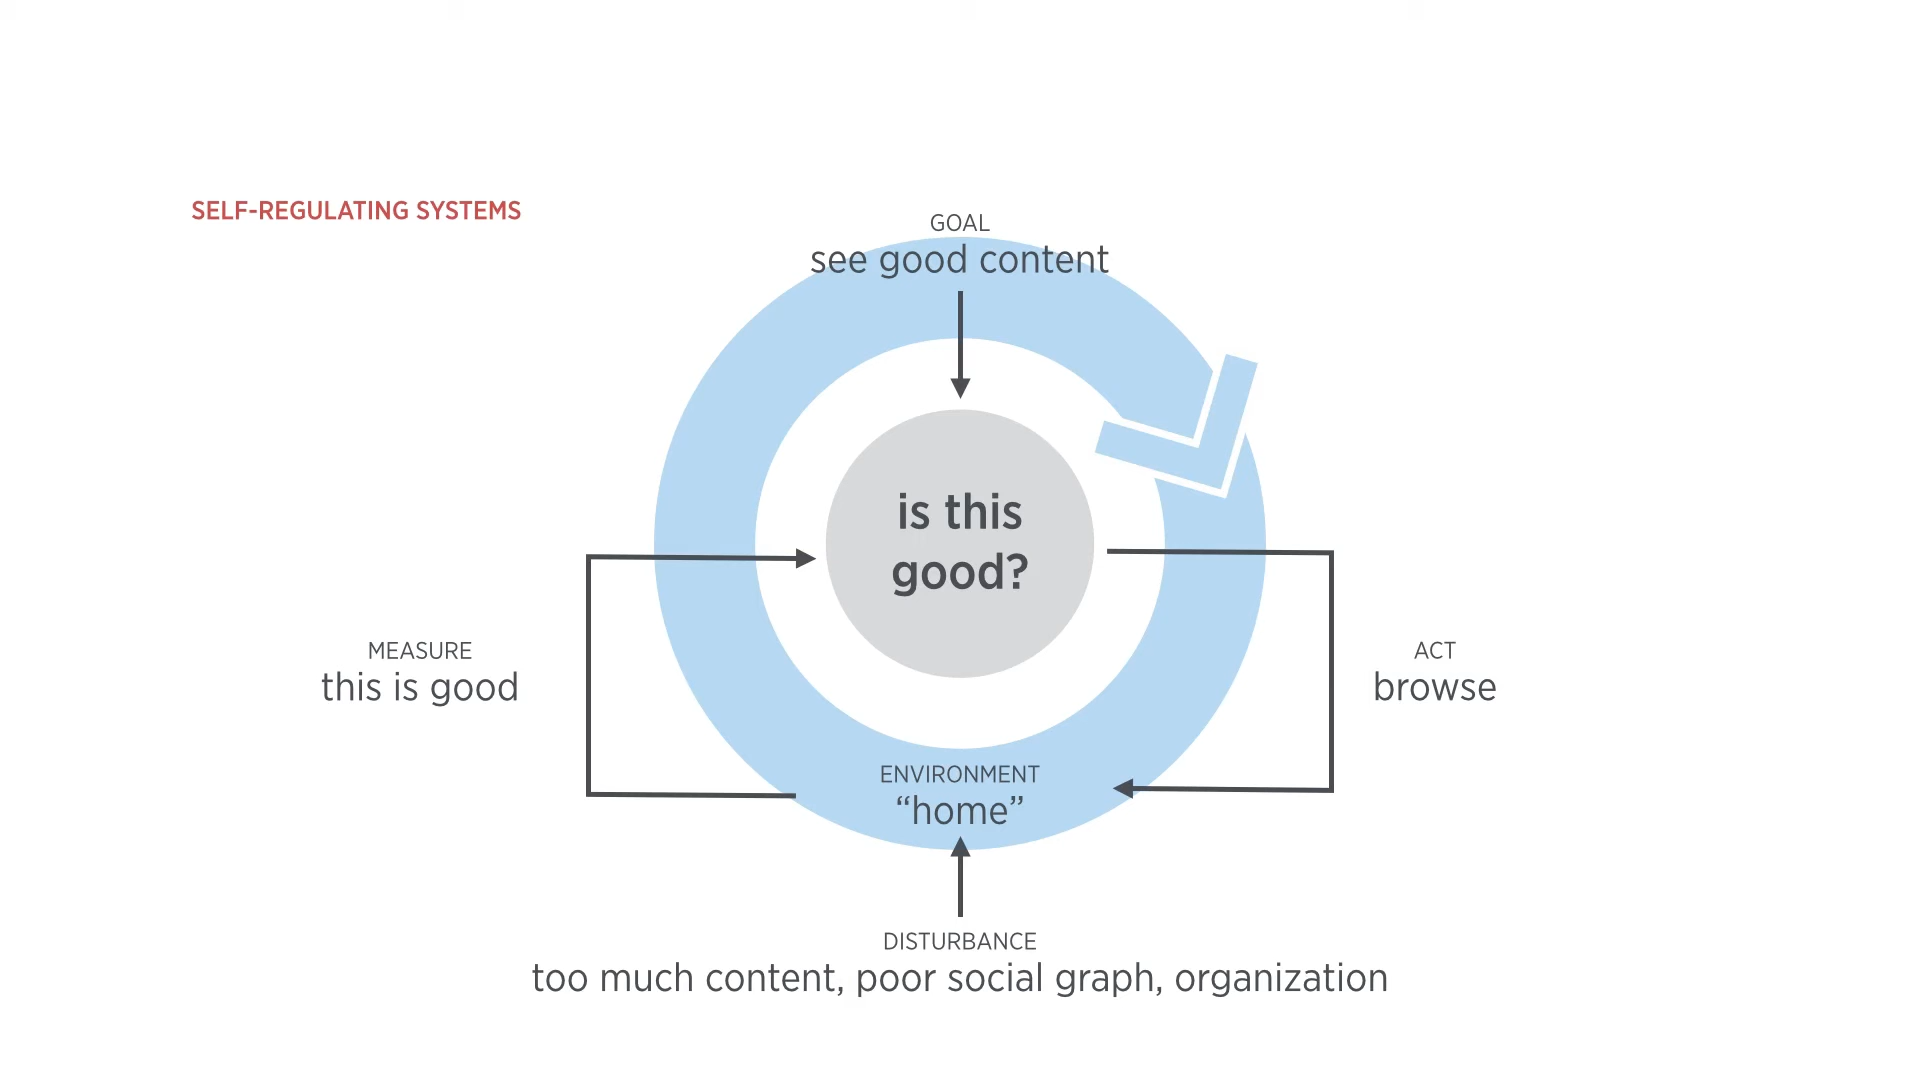 SELF-REGULATING SYSTEMS
GOAL
see good content
is this
good?
MEASURE
this is good
ACT
browse
ENVIRONMENT
“home”
DISTURBANCE
too much content, poor social graph, organization